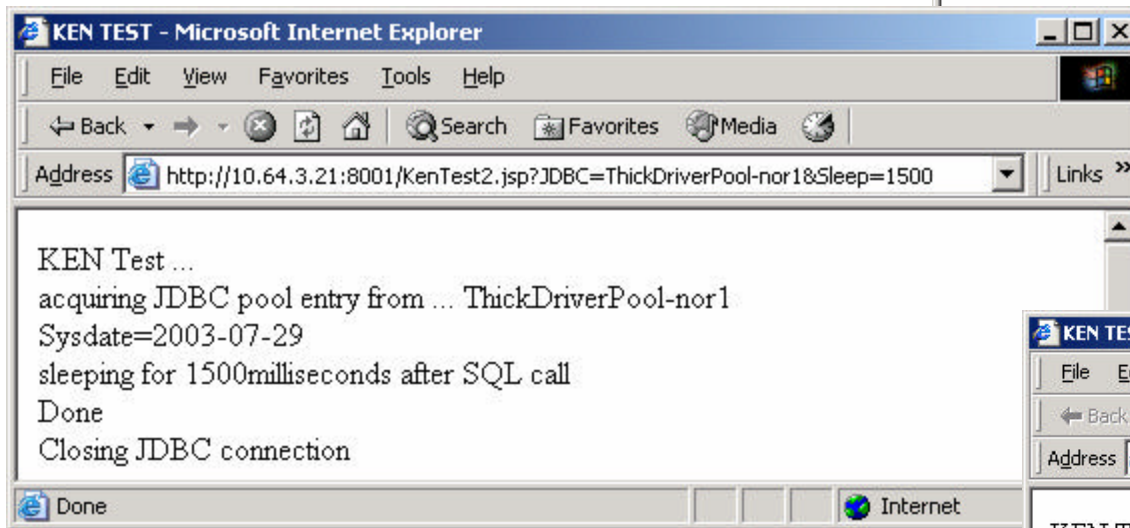 KEN TEST - Microsoft Internet Explorer
File Edit View Favorites Tools Help
Back Search Favorites Media
Address http://10.64.3.21:8001/KenTest2.jsp?JDBC=ThickDriverPool-nor1&Sleep=1500 Links »
KEN Test ...
acquiring JDBC pool entry from ... ThickDriverPool-nor1
Sysdate=2003-07-29
sleeping for 1500milliseconds after SQL call
Done
Closing JDBC connection
Done Internet
KEN TES
File E
Back
Address